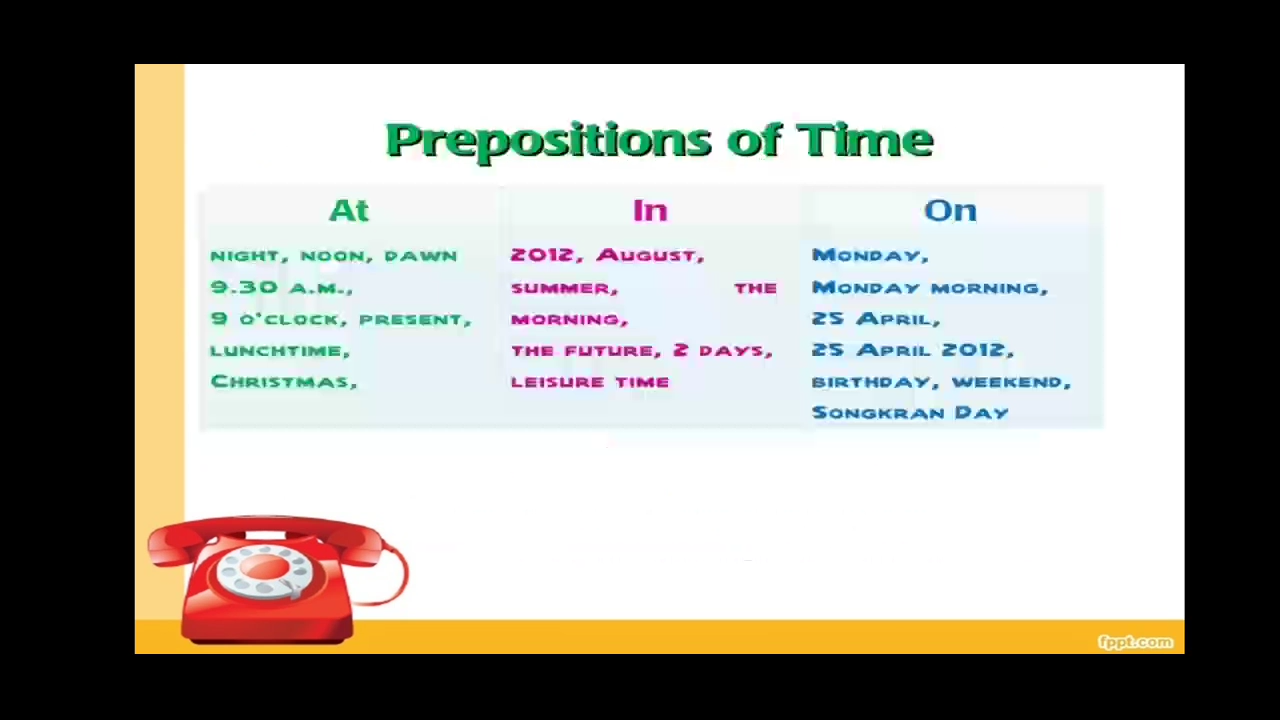 Prepositions of Time
At
NIGHT, NOON, DAWN
9.30 A.M.,
9 O'CLOCK, PRESENT,
LUNCHTIME,
CHRISTMAS,
In
2012, AUGUST,
SUMMER, THE
MORNING,
THE FUTURE, 2 DAYS,
LEISURE TIME
On
MONDAY,
MONDAY MORNING,
25 APRIL,
25 APRIL 2012,
BIRTHDAY, WEEKEND,
SONGKRAN DAY
fppt.com